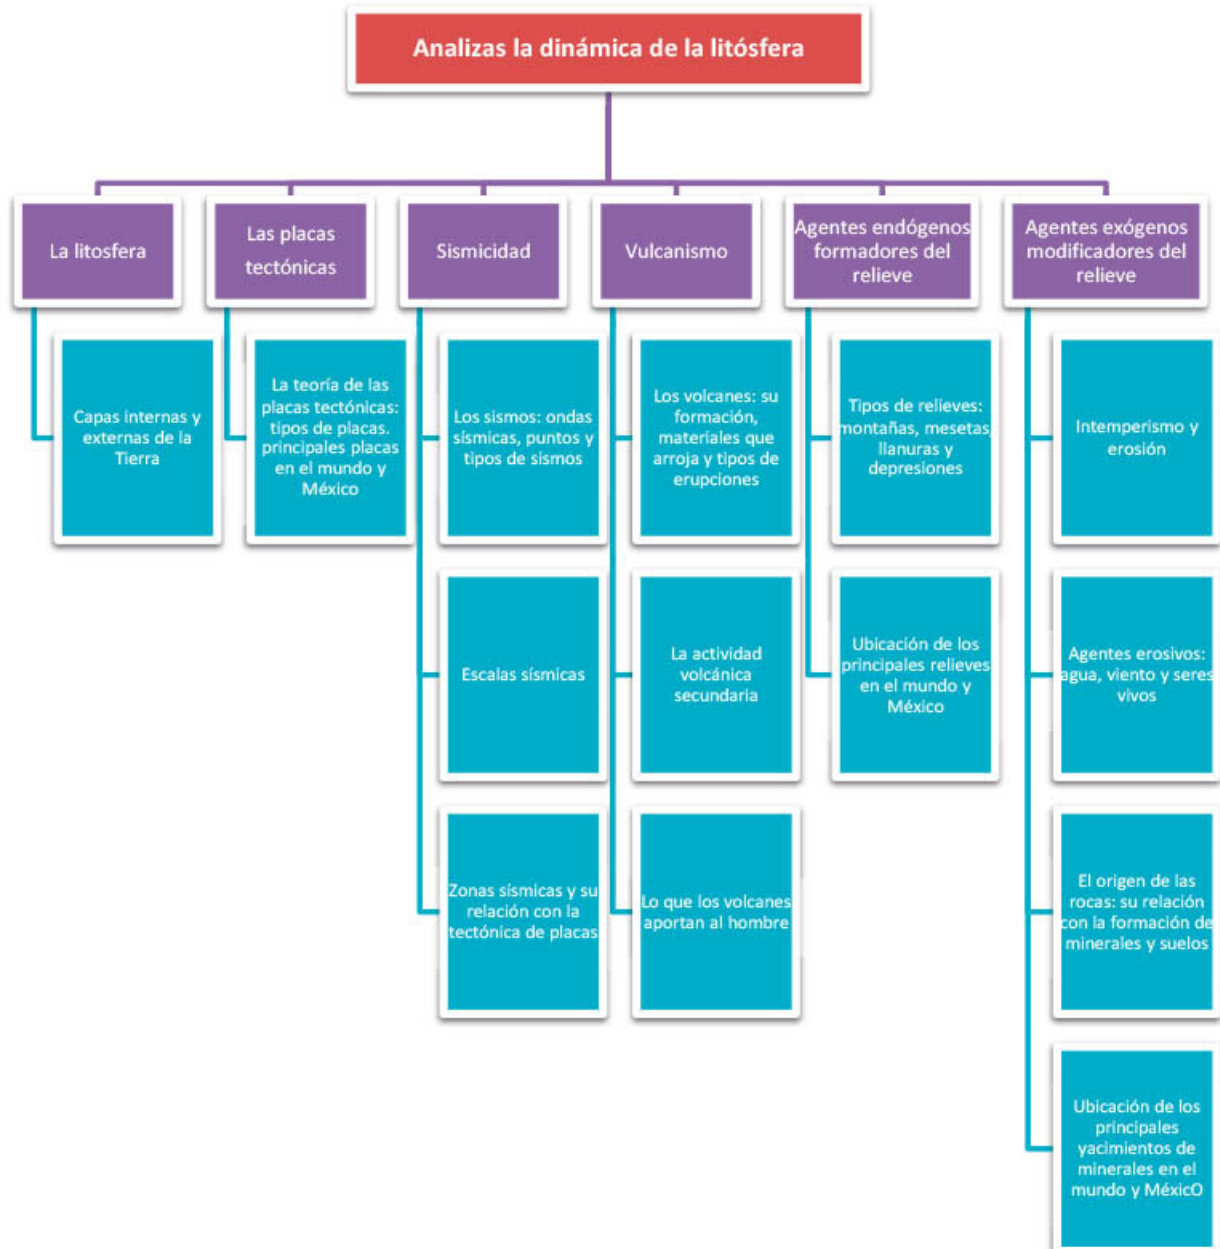 Analizas la dinámica de la litósfera
La litosfera
Las placas
tectónicas
Sismicidad
Vulcanismo
Agentes endógenos
formadores del
relieve
Agentes exógenos
modificadores del
relieve
Capas internas y
externas de la
Tierra
La teoría de las
placas tectónicas:
tipos de placas.
principales placas
en el mundo y
México
Los sismos: ondas
sísmicas, puntos y
tipos de sismos
Escalas sísmicas
Zonas sísmicas y su
relación con la
tectónica de placas
Los volcanes: su
formación,
materiales que
arroja y tipos de
erupciones
La actividad
volcánica
secundaria
Lo que los volcanes
aportan al hombre
Tipos de relieves:
montañas, mesetas,
llanuras y
depresiones
Ubicación de los
principales relieves
en el mundo y
México
Intemperismo y
erosión
Agentes erosivos:
agua, viento y seres
vivos
El origen de las
rocas: su relación
con la formación de
minerales y suelos
Ubicación de los
principales
yacimientos de
minerales en el
mundo y MéxicO